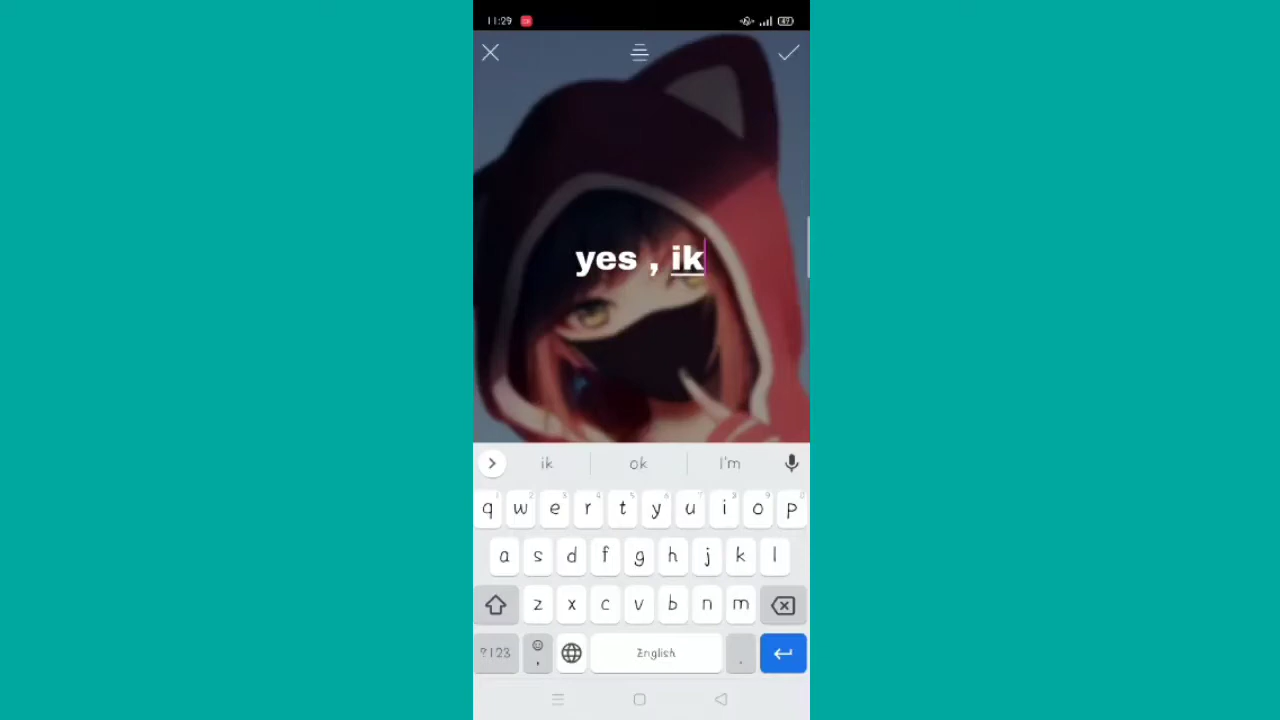 11:29
yes , ik
ik ok I'm
q w e r t y u i o p
a s d f g h j k l
z x c v b n m
?123 , English .